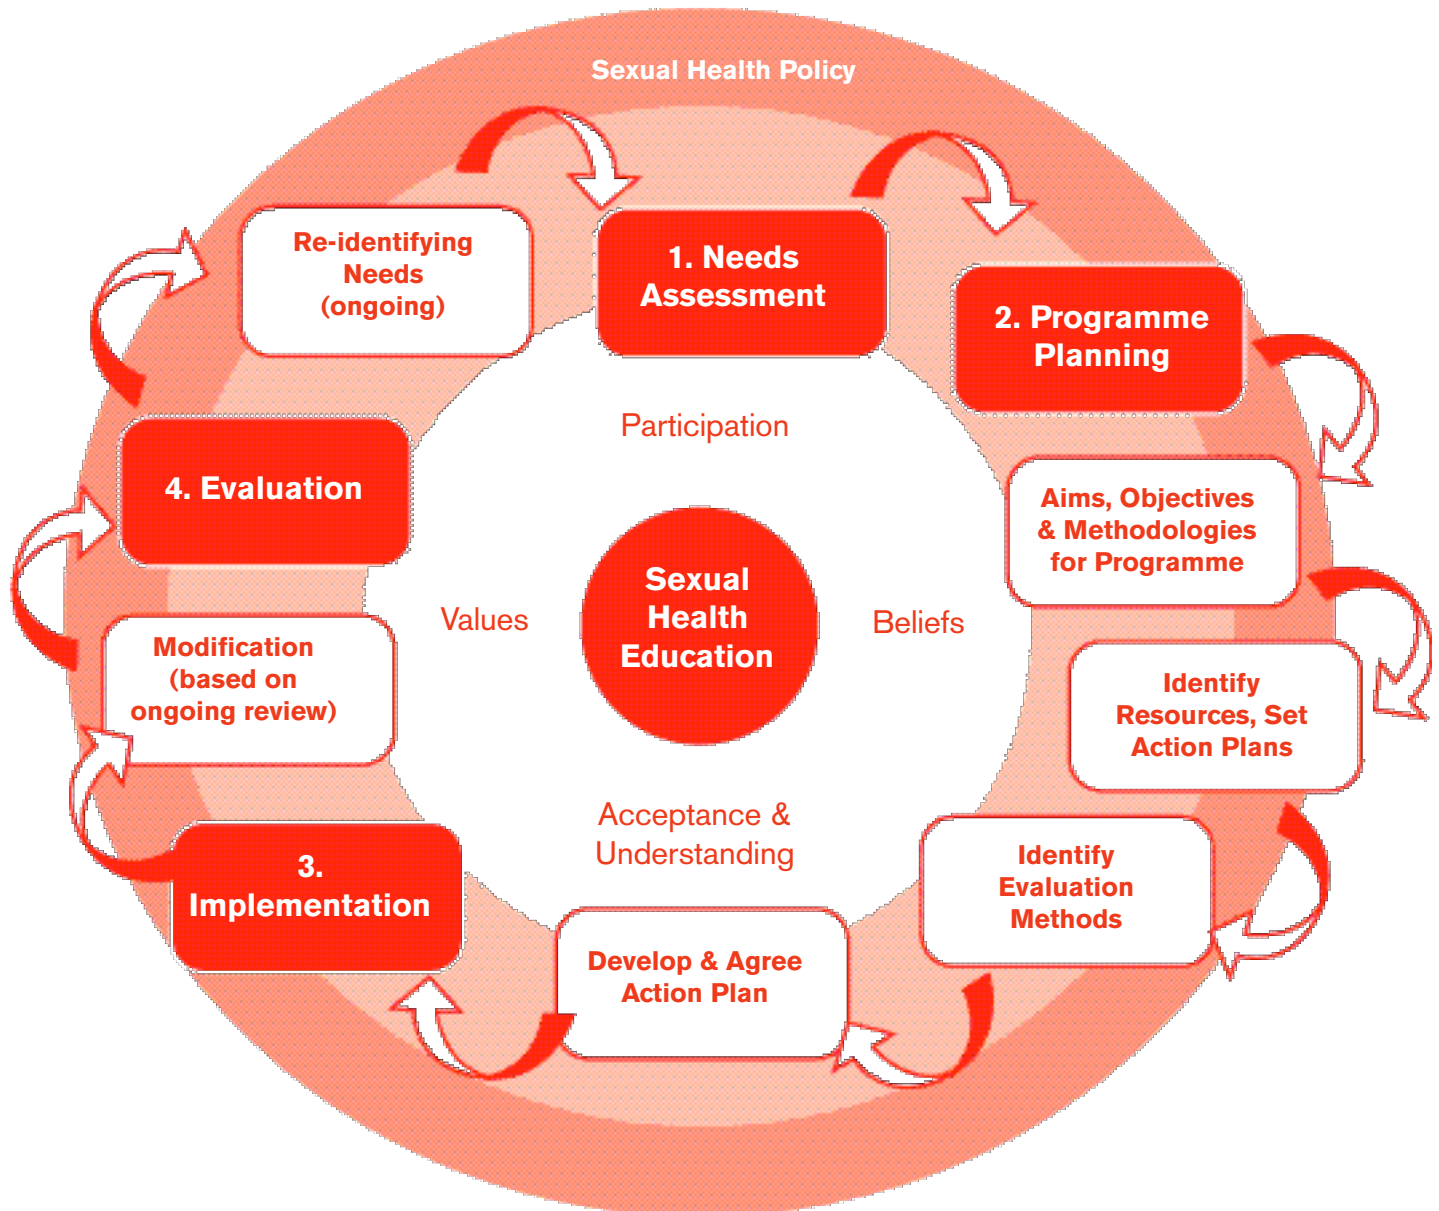 Sexual Health Policy
Re-identifying
Needs
(ongoing)
1. Needs
Assessment
2. Programme
Planning
Aims, Objectives
& Methodologies
for Programme
Identify
Resources, Set
Action Plans
Identify
Evaluation
Methods
Develop & Agree
Action Plan
3.
Implementation
Modification
(based on
ongoing review)
4. Evaluation
Participation
Values
Sexual
Health
Education
Beliefs
Acceptance &
Understanding